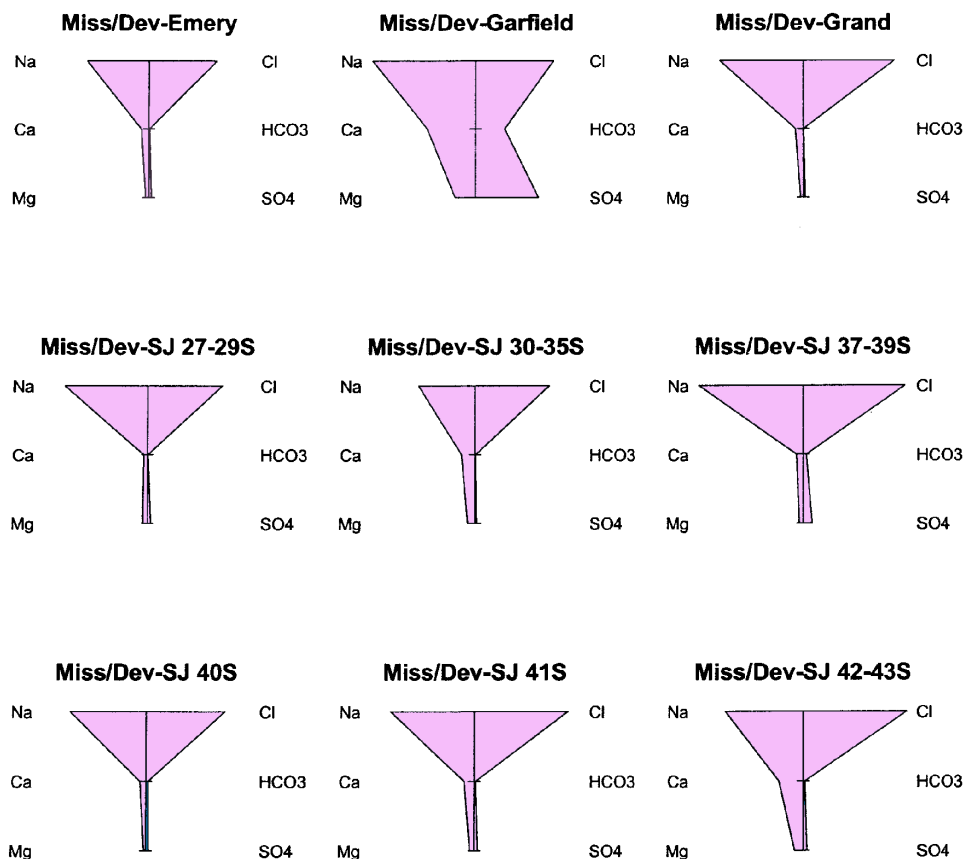 Miss/Dev-Emery Miss/Dev-Garfield Miss/Dev-Grand
Na Cl Na Cl Na Cl
Ca HCO3 Ca HCO3 Ca HCO3
Mg SO4 Mg SO4 Mg SO4
Miss/Dev-SJ 27-29S Miss/Dev-SJ 30-35S Miss/Dev-SJ 37-39S
Na Cl Na Cl Na Cl
Ca HCO3 Ca HCO3 Ca HCO3
Mg SO4 Mg SO4 Mg SO4
Miss/Dev-SJ 40S Miss/Dev-SJ 41S Miss/Dev-SJ 42-43S
Na Cl Na Cl Na Cl
Ca HCO3 Ca HCO3 Ca HCO3
Mg SO4 Mg SO4 Mg SO4